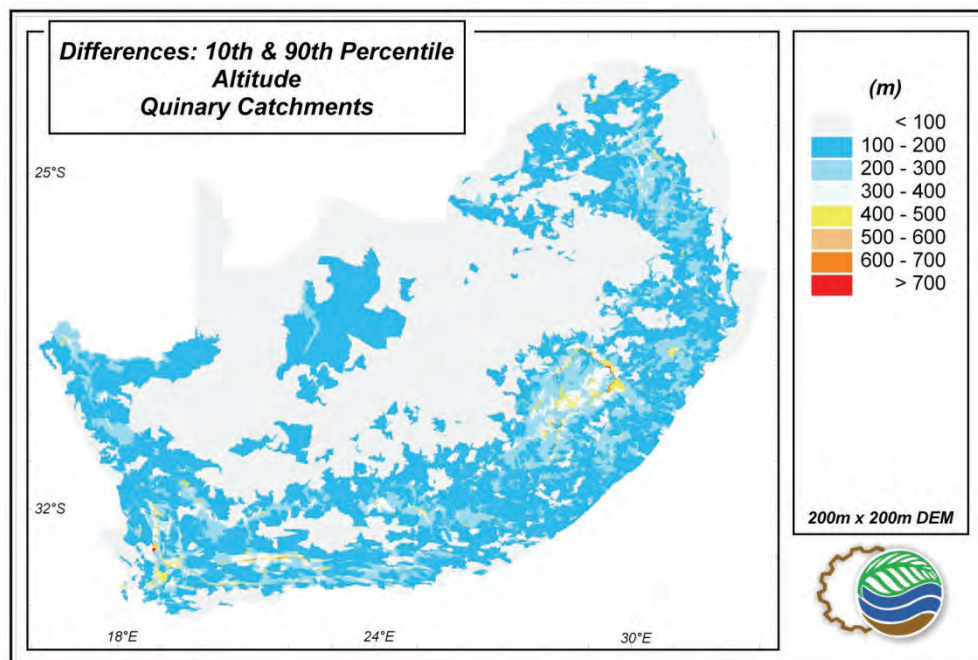 Differences: 10th & 90th Percentile
Altitude
Quinary Catchments
(m)
< 100
100 - 200
200 - 300
300 - 400
400 - 500
500 - 600
600 - 700
> 700
25°S
32°S
200m x 200m DEM
18°E
24°E
30°E